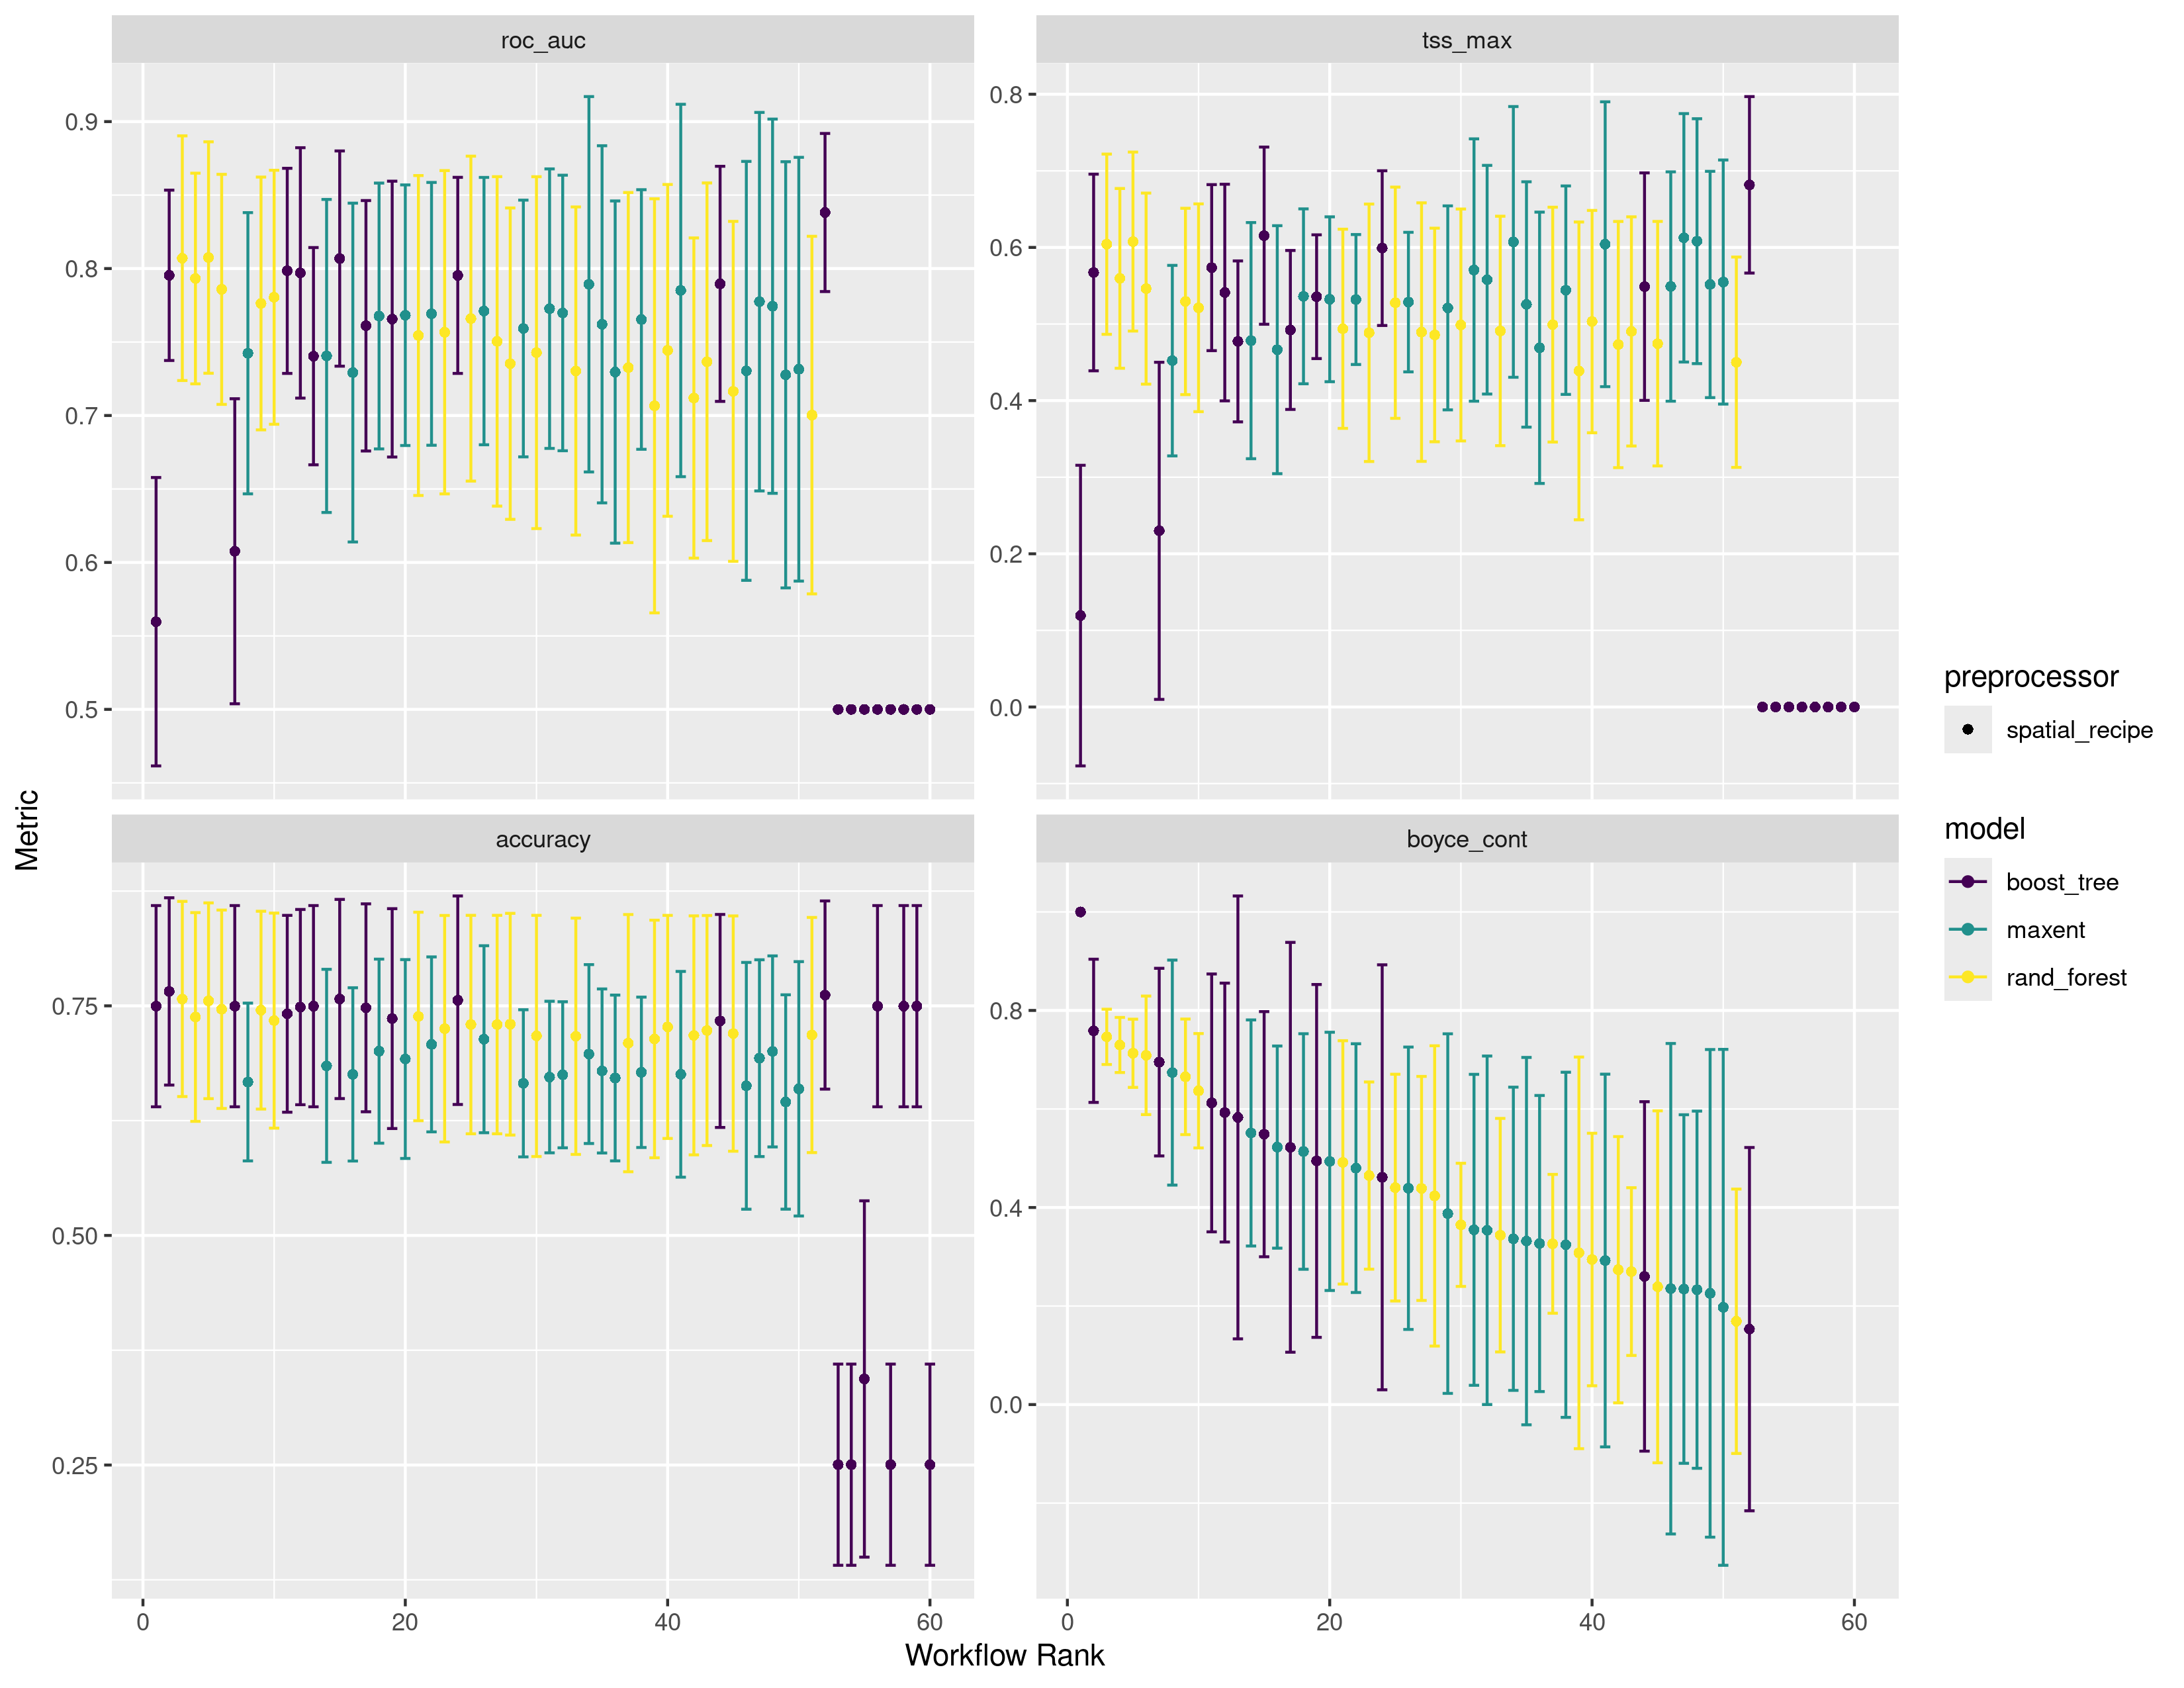 roc_auc
tss_max
0.9
0.8
0.7
0.6
0.5
0.8
0.6
0.4
0.2
0.0
accuracy
boyce_cont
0.75
0.50
0.25
0.8
0.4
0.0
0 20 40 60
0 20 40 60
Workflow Rank
Metric
preprocessor
spatial_recipe
model
boost_tree
maxent
rand_forest